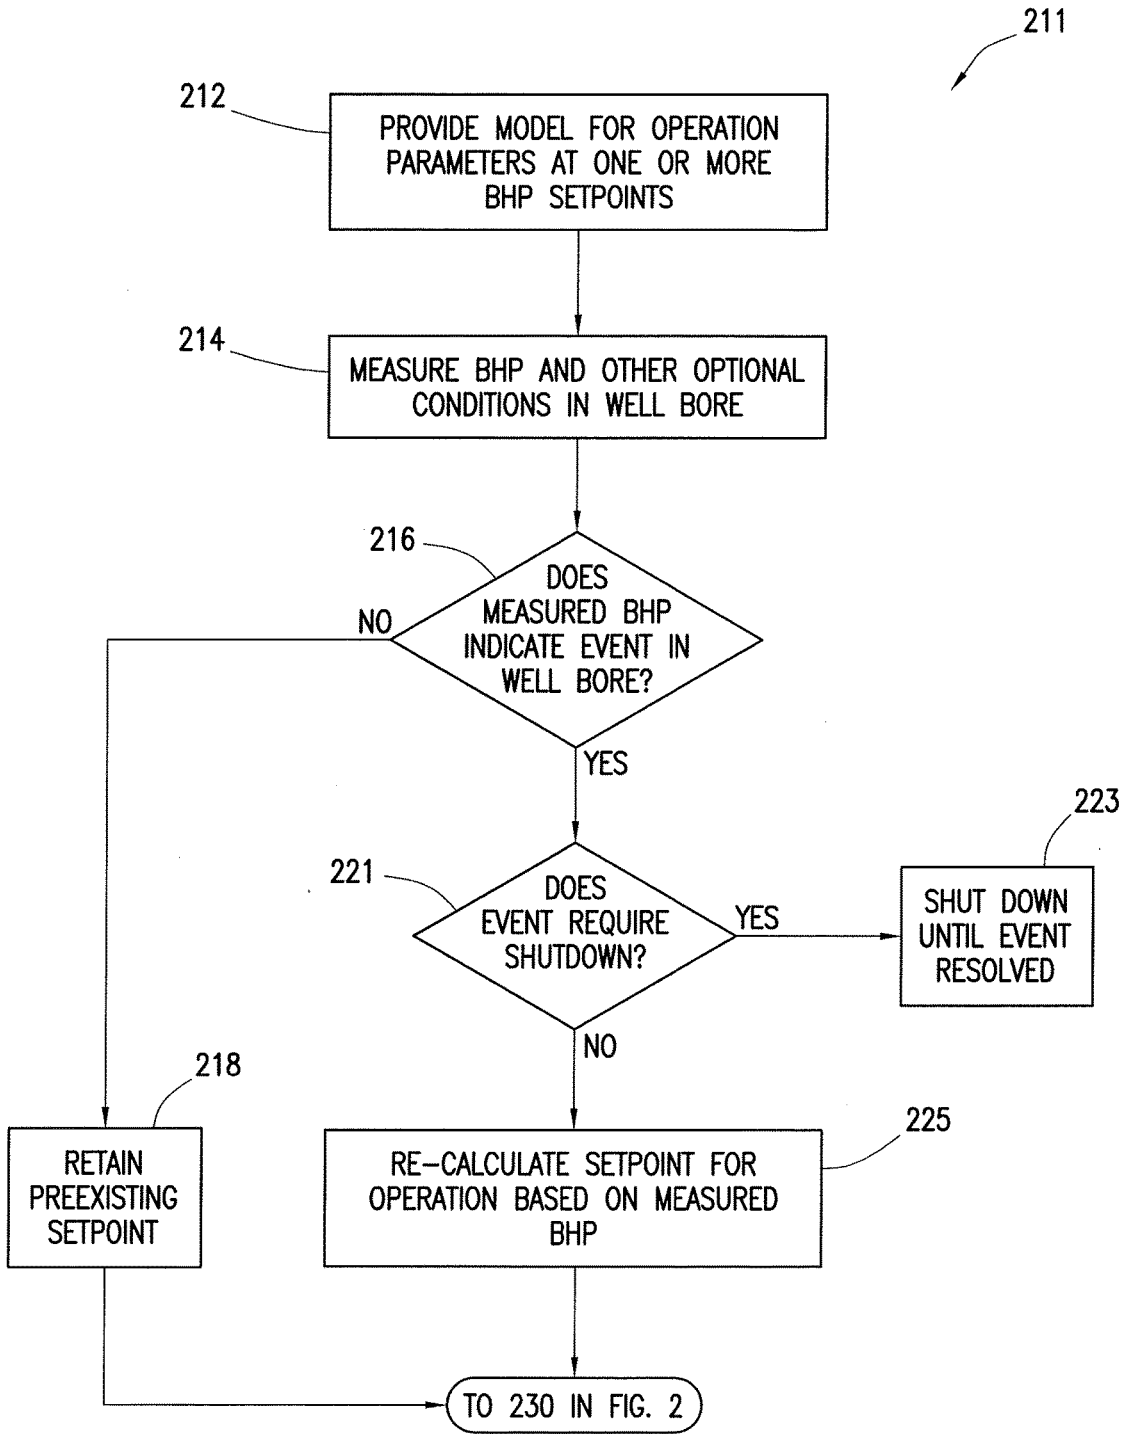 211
212
PROVIDE MODEL FOR OPERATION
PARAMETERS AT ONE OR MORE
BHP SETPOINTS
214
MEASURE BHP AND OTHER OPTIONAL
CONDITIONS IN WELL BORE
216
DOES
MEASURED BHP
INDICATE EVENT IN
WELL BORE?
NO
YES
221
DOES
EVENT REQUIRE
SHUTDOWN?
YES
223
SHUT DOWN
UNTIL EVENT
RESOLVED
NO
218
RETAIN
PREEXISTING
SETPOINT
225
RE-CALCULATE SETPOINT FOR
OPERATION BASED ON MEASURED
BHP
TO 230 IN FIG. 2